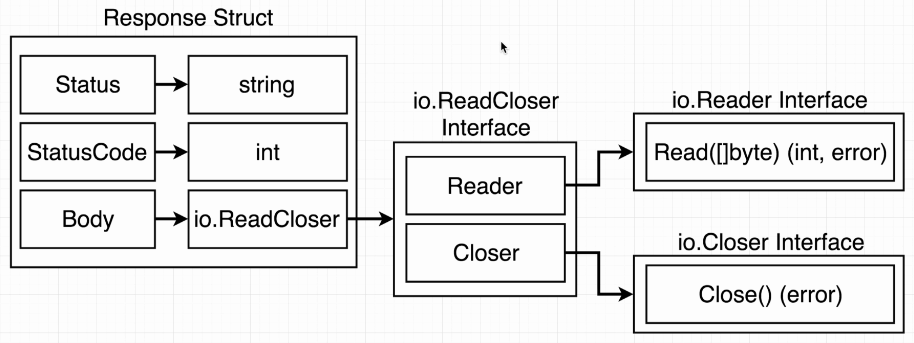 Response Struct
Status
string
StatusCode
int
Body
io.ReadCloser
io.ReadCloser
Interface
Reader
Closer
io.Reader Interface
Read([]byte) (int, error)
io.Closer Interface
Close() (error)